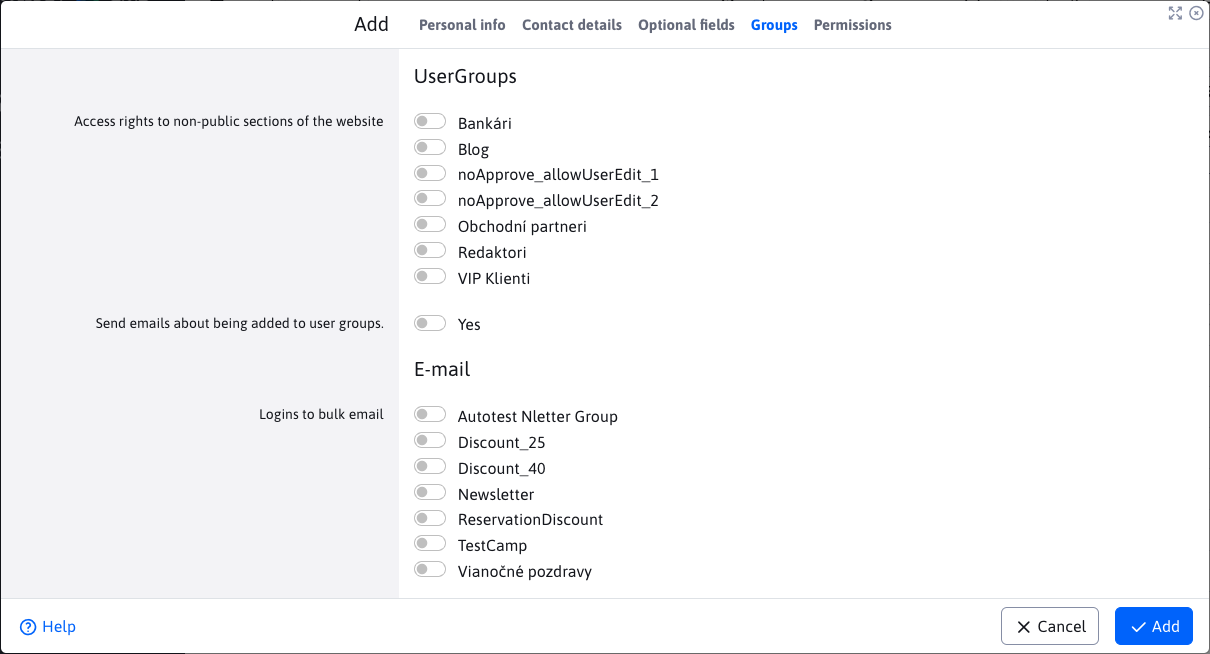 Add
Personal info
Contact details
Optional fields
Groups
Permissions
UserGroups
Access rights to non-public sections of the website
Bankári
Blog
noApprove_allowUserEdit_1
noApprove_allowUserEdit_2
Obchodní partneri
Redaktori
VIP Klienti
Send emails about being added to user groups.
Yes
E-mail
Logins to bulk email
Autotest Nletter Group
Discount_25
Discount_40
Newsletter
ReservationDiscount
TestCamp
Vianočné pozdravy
Help
Cancel
Add